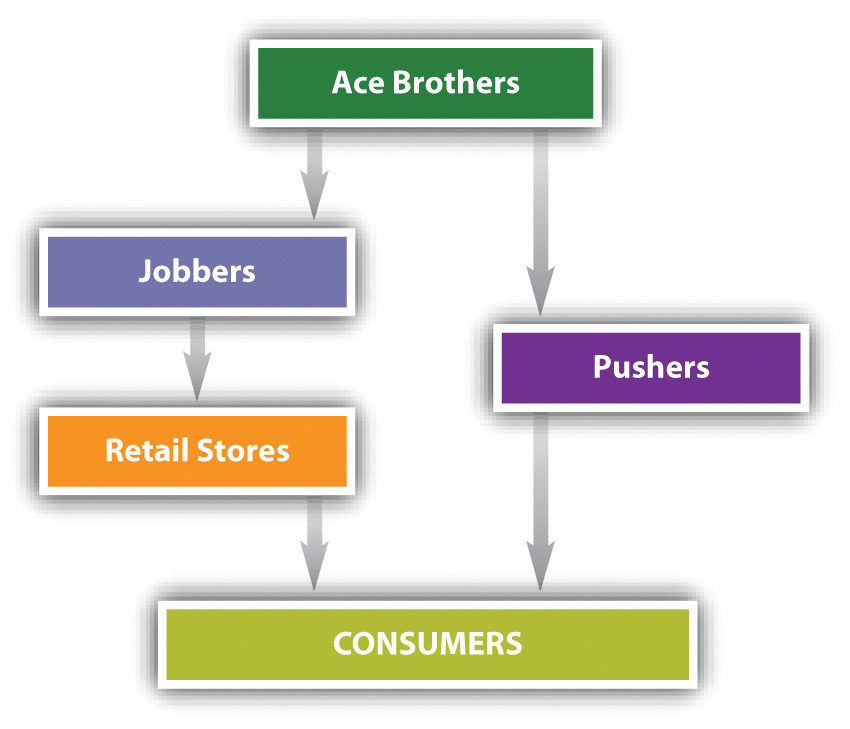 Ace Brothers
Jobbers
Pushers
Retail Stores
CONSUMERS